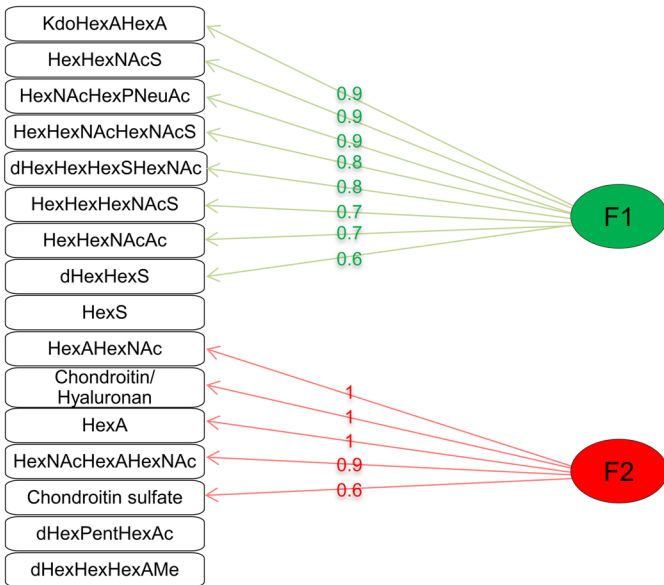 KdoHexAHexA
HexHexNAcS
HexNAcHexPNeuAc
HexHexNAcHexNAcS
dHexHexHexSHexNAc
HexHexHexNAcS
HexHexNAcAc
dHexHexS
HexS
HexAHexNAc
Chondroitin/
Hyaluronan
HexA
HexNAcHexAHexNAc
Chondroitin sulfate
dHexPentHexAc
dHexHexHexAMe
0.9
0.9
0.9
0.8
0.8
0.7
0.7
0.6
F1
1
1
1
0.9
0.6
F2